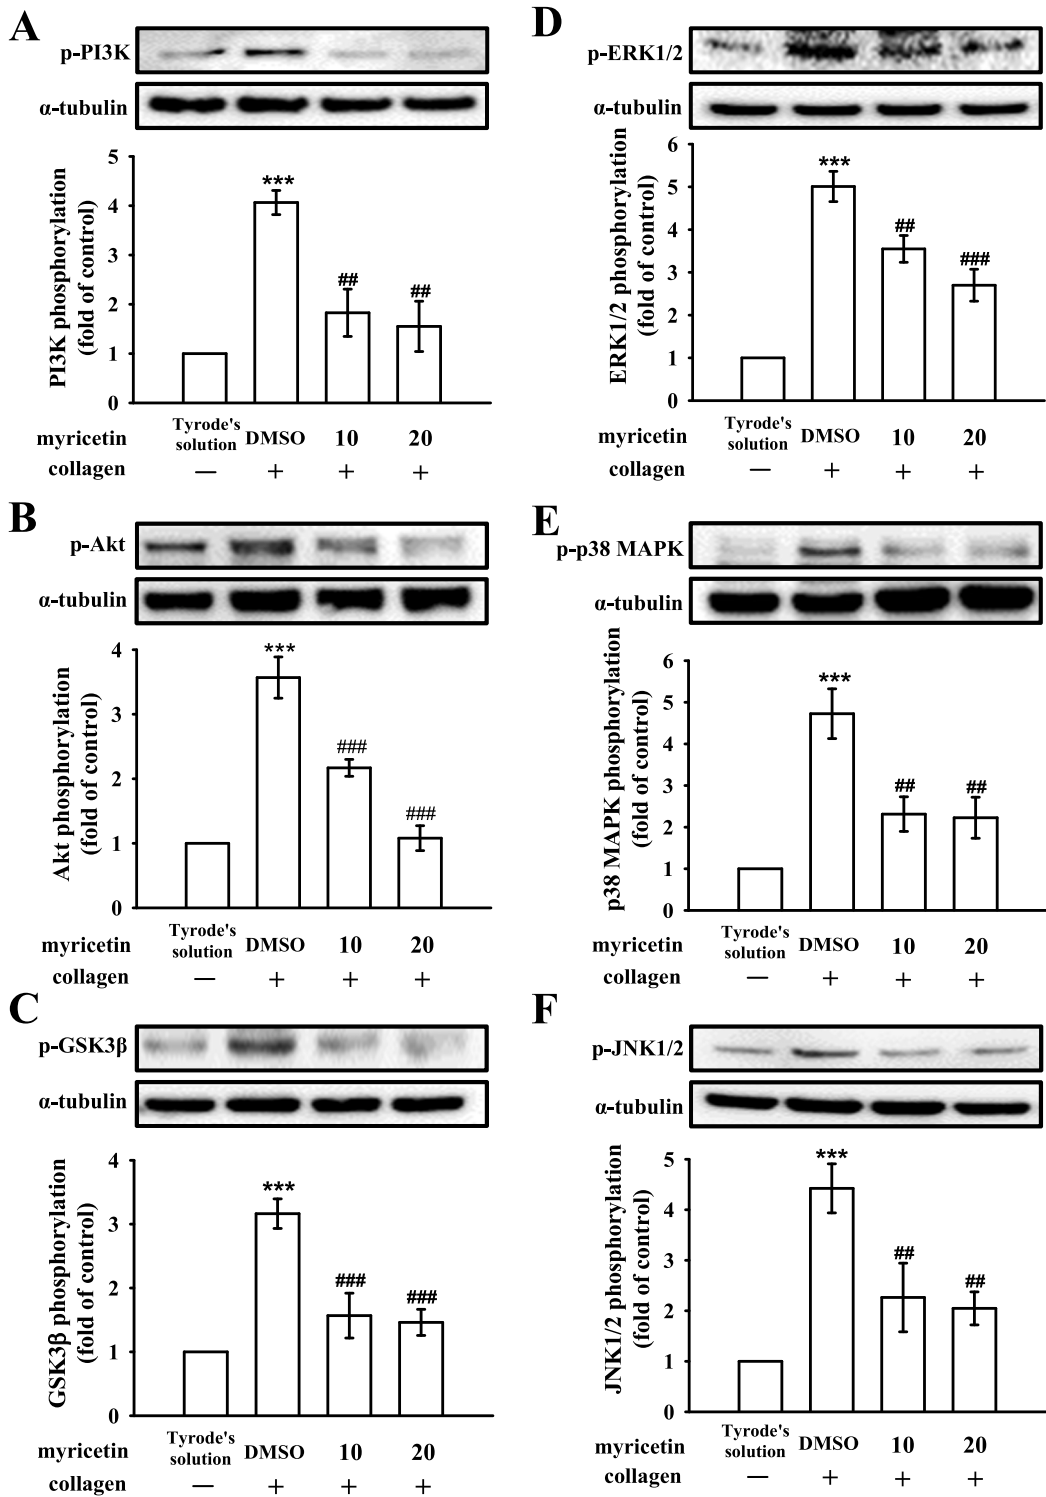 A
p-PI3K
α-tubulin
PI3K phosphorylation
(fold of control)
5
4
3
2
1
0
***
##
##
myricetin Tyrode's solution DMSO 10 20
collagen — + + +
B
p-Akt
α-tubulin
Akt phosphorylation
(fold of control)
4
3
2
1
0
***
###
###
myricetin Tyrode's solution DMSO 10 20
collagen — + + +
C
p-GSK3β
α-tubulin
GSK3β phosphorylation
(fold of control)
4
3
2
1
0
***
###
###
myricetin Tyrode's solution DMSO 10 20
collagen — + + +
D
p-ERK1/2
α-tubulin
ERK1/2 phosphorylation
(fold of control)
6
5
4
3
2
1
0
***
##
###
myricetin Tyrode's solution DMSO 10 20
collagen — + + +
E
p-p38 MAPK
α-tubulin
p38 MAPK phosphorylation
(fold of control)
6
5
4
3
2
1
0
***
##
##
myricetin Tyrode's solution DMSO 10 20
collagen — + + +
F
p-JNK1/2
α-tubulin
JNK1/2 phosphorylation
(fold of control)
5
4
3
2
1
0
***
##
##
myricetin Tyrode's solution DMSO 10 20
collagen — + + +